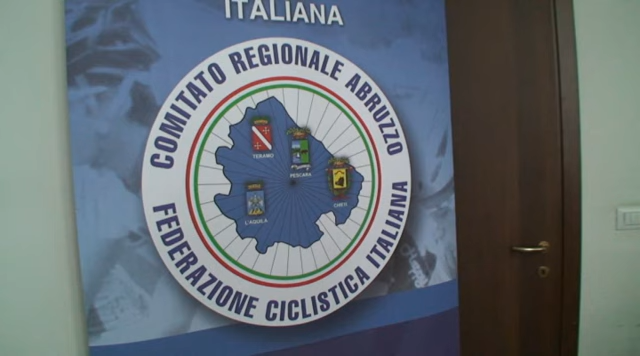 ITALIANA
COMITATO REGIONALE ABRUZZO
TERAMO
PESCARA
CHIETI
L'AQUILA
FEDERAZIONE CICLISTICA ITALIANA